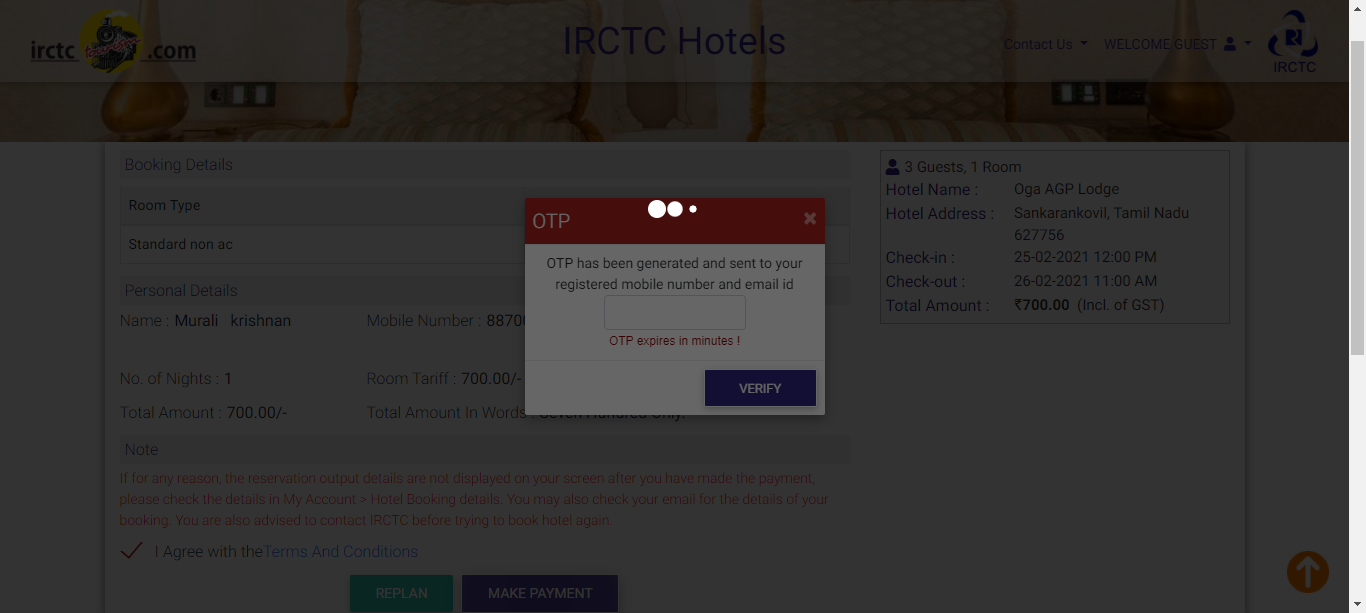 irctc tourism .com
IRCTC Hotels
Contact Us
WELCOME GUEST
IRCTC
Booking Details
Room Type
Standard non ac
Personal Details
Name : Murali krishnan
Mobile Number : 8870
No. of Nights : 1
Room Tariff : 700.00/-
Total Amount : 700.00/-
Total Amount In Words : Seven Hundred Only.
Note
If for any reason, the reservation output details are not displayed on your screen after you have made the payment,
please check the details in My Account > Hotel Booking details. You may also check your email for the details of your
booking. You are also advised to contact IRCTC before trying to book hotel again.
I Agree with theTerms And Conditions
REPLAN
MAKE PAYMENT
OTP
×
OTP has been generated and sent to your
registered mobile number and email id
OTP expires in minutes !
VERIFY
3 Guests, 1 Room
Hotel Name : Oga AGP Lodge
Hotel Address : Sankarankovil, Tamil Nadu
627756
Check-in : 25-02-2021 12:00 PM
Check-out : 26-02-2021 11:00 AM
Total Amount : ₹700.00 (Incl. of GST)